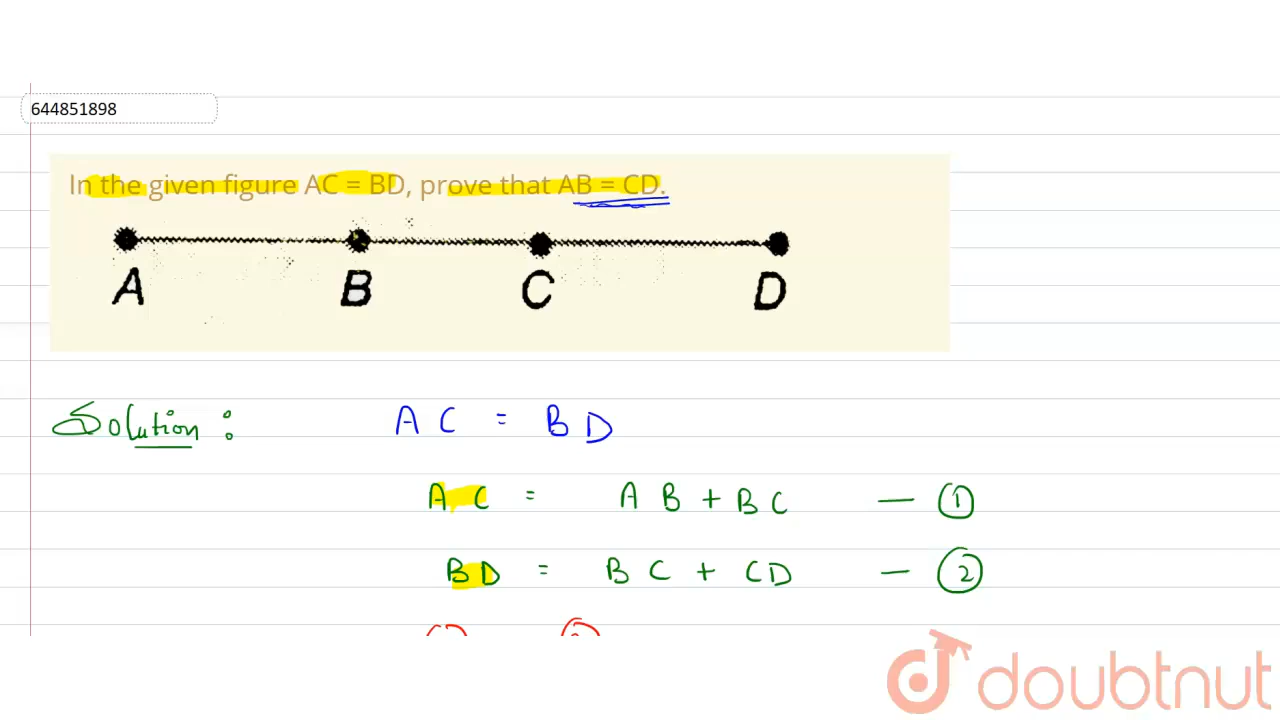 644851898
In the given figure AC = BD, prove that AB = CD.
A B C D
Solution : AC = BD
AC = AB + BC — ①
BD = BC + CD — ②
doubtnut